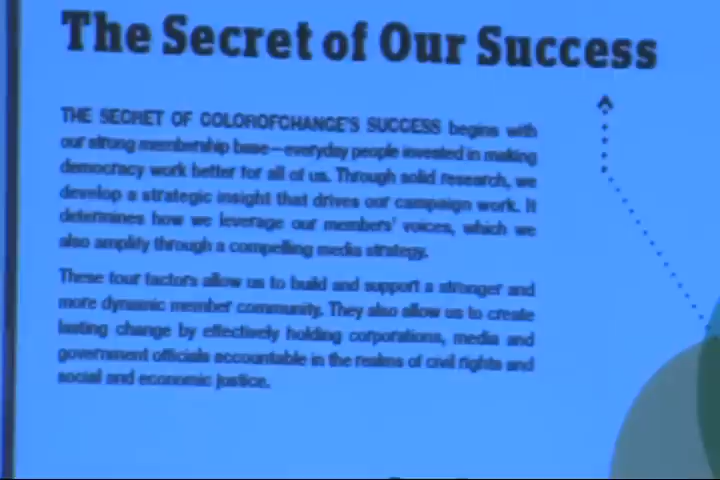 The Secret of Our Success
THE SECRET OF COLOROFCHANGE'S SUCCESS begins with
our strong membership base—everyday people invested in making
democracy work better for all of us. Through solid research, we
develop a strategic insight that drives our campaign work. It
determines how we leverage our members' voices, which we
also amplify through a compelling media strategy.
These four factors allow us to build and support a stronger and
more dynamic member community. They also allow us to create
lasting change by effectively holding corporations, media and
government officials accountable in the realms of civil rights and
social and economic justice.